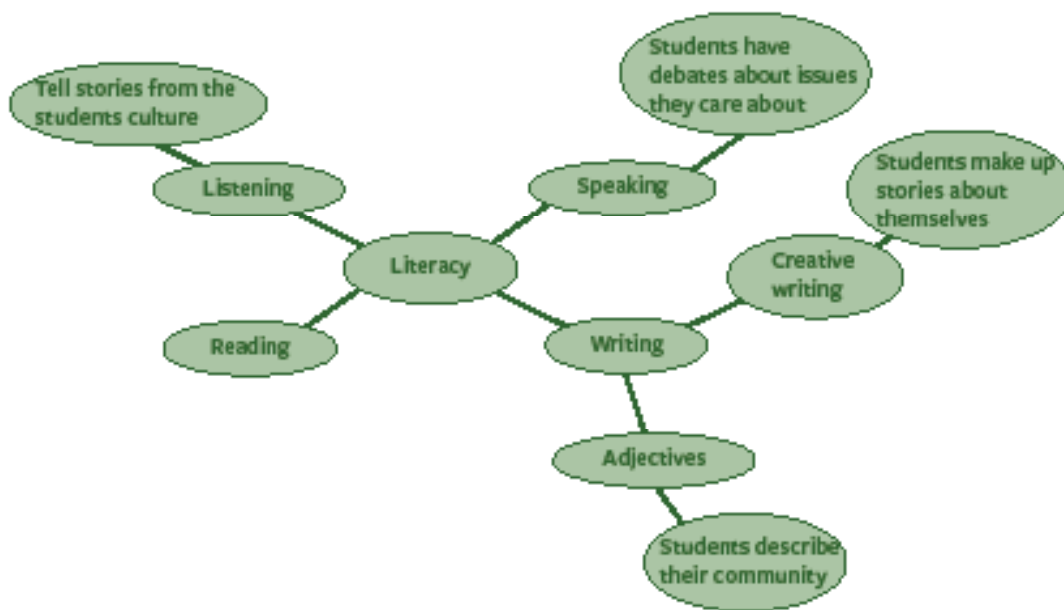 Students have
debates about issues
they care about
Tell stories from the
students culture
Listening
Speaking
Students make up
stories about
themselves
Literacy
Creative
writing
Reading
Writing
Adjectives
Students describe
their community